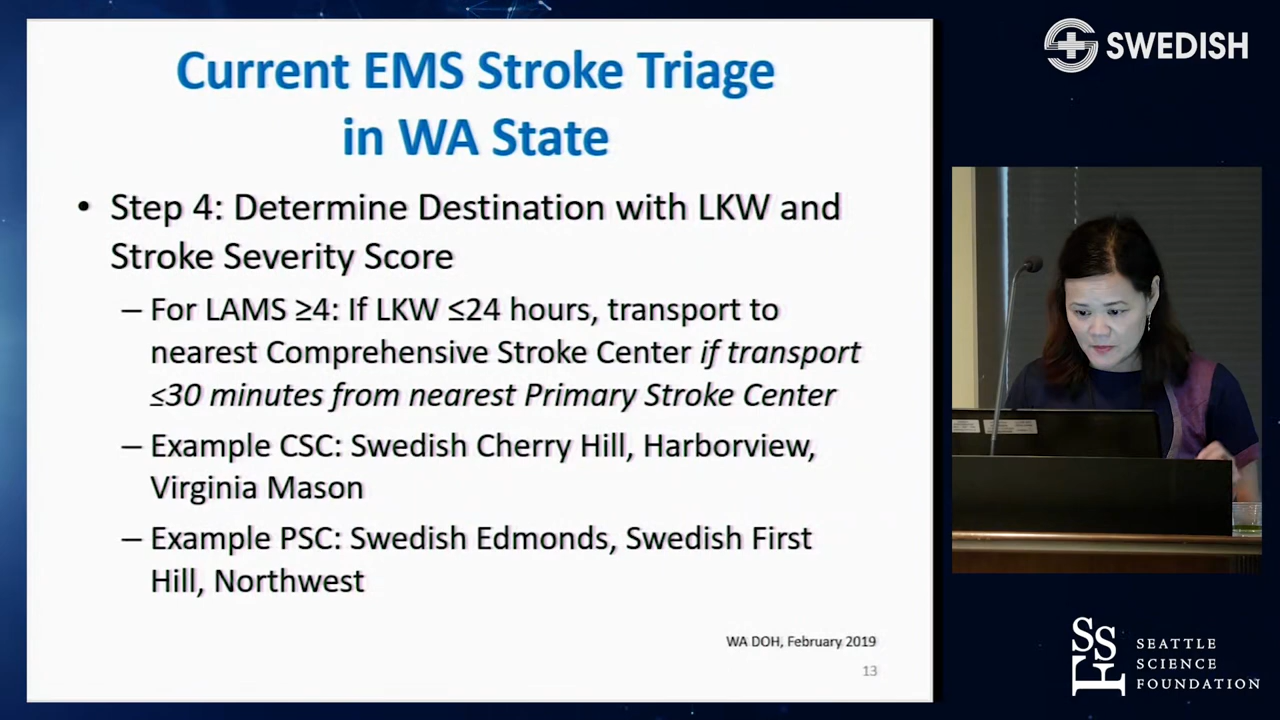 Current EMS Stroke Triage
in WA State
• Step 4: Determine Destination with LKW and
Stroke Severity Score
– For LAMS ≥4: If LKW ≤24 hours, transport to
nearest Comprehensive Stroke Center if transport
≤30 minutes from nearest Primary Stroke Center
– Example CSC: Swedish Cherry Hill, Harborview,
Virginia Mason
– Example PSC: Swedish Edmonds, Swedish First
Hill, Northwest
WA DOH, February 2019
13
SWEDISH
SSF
SEATTLE
SCIENCE
FOUNDATION